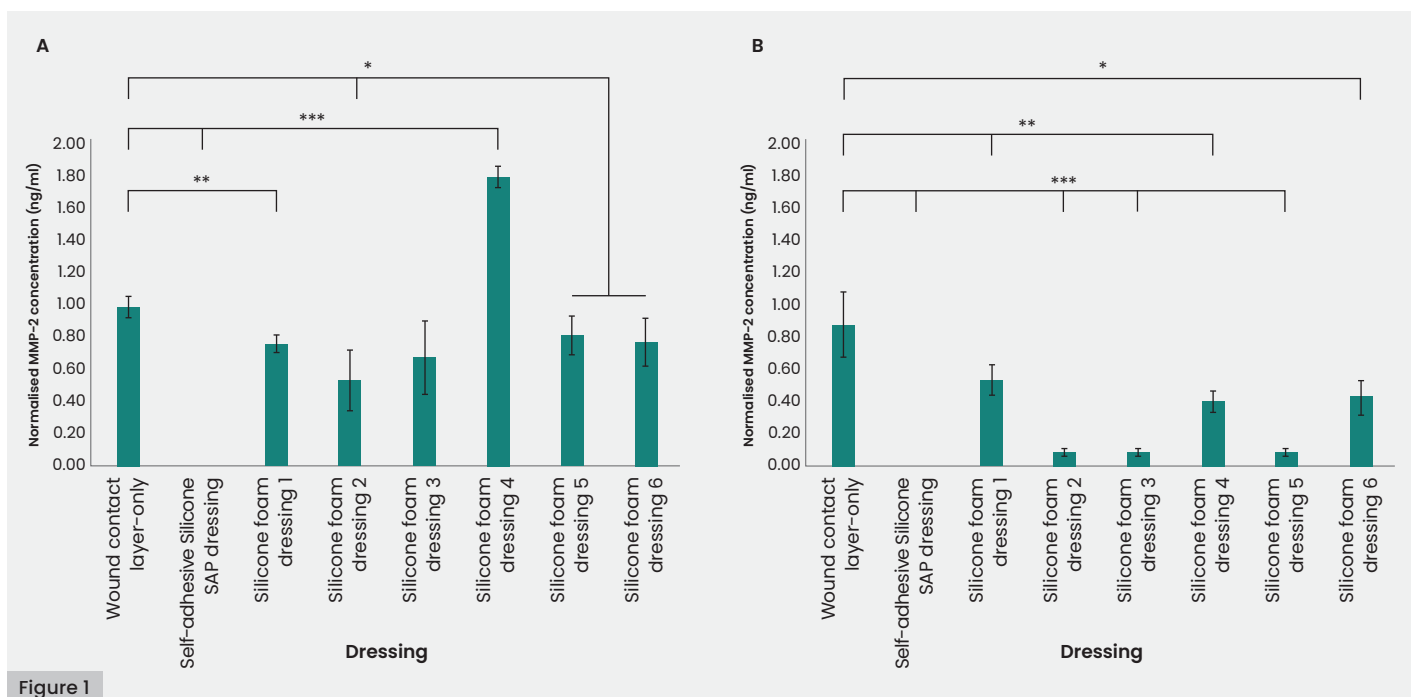 A
*
***
**
Normalised MMP-2 concentration (ng/ml)
2.00
1.80
1.60
1.40
1.20
1.00
0.80
0.60
0.40
0.20
0.00
Wound contact
layer-only
Self-adhesive Silicone
SAP dressing
Silicone foam
dressing 1
Silicone foam
dressing 2
Silicone foam
dressing 3
Silicone foam
dressing 4
Silicone foam
dressing 5
Silicone foam
dressing 6
Dressing
B
*
**
***
Normalised MMP-2 concentration (ng/ml)
2.00
1.80
1.60
1.40
1.20
1.00
0.80
0.60
0.40
0.20
0.00
Wound contact
layer-only
Self-adhesive Silicone
SAP dressing
Silicone foam
dressing 1
Silicone foam
dressing 2
Silicone foam
dressing 3
Silicone foam
dressing 4
Silicone foam
dressing 5
Silicone foam
dressing 6
Dressing
Figure 1